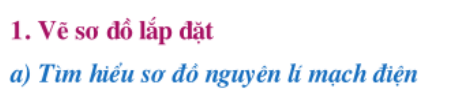 1. Vẽ sơ đồ lắp đặt
a) Tìm hiểu sơ đồ nguyên lí mạch điện